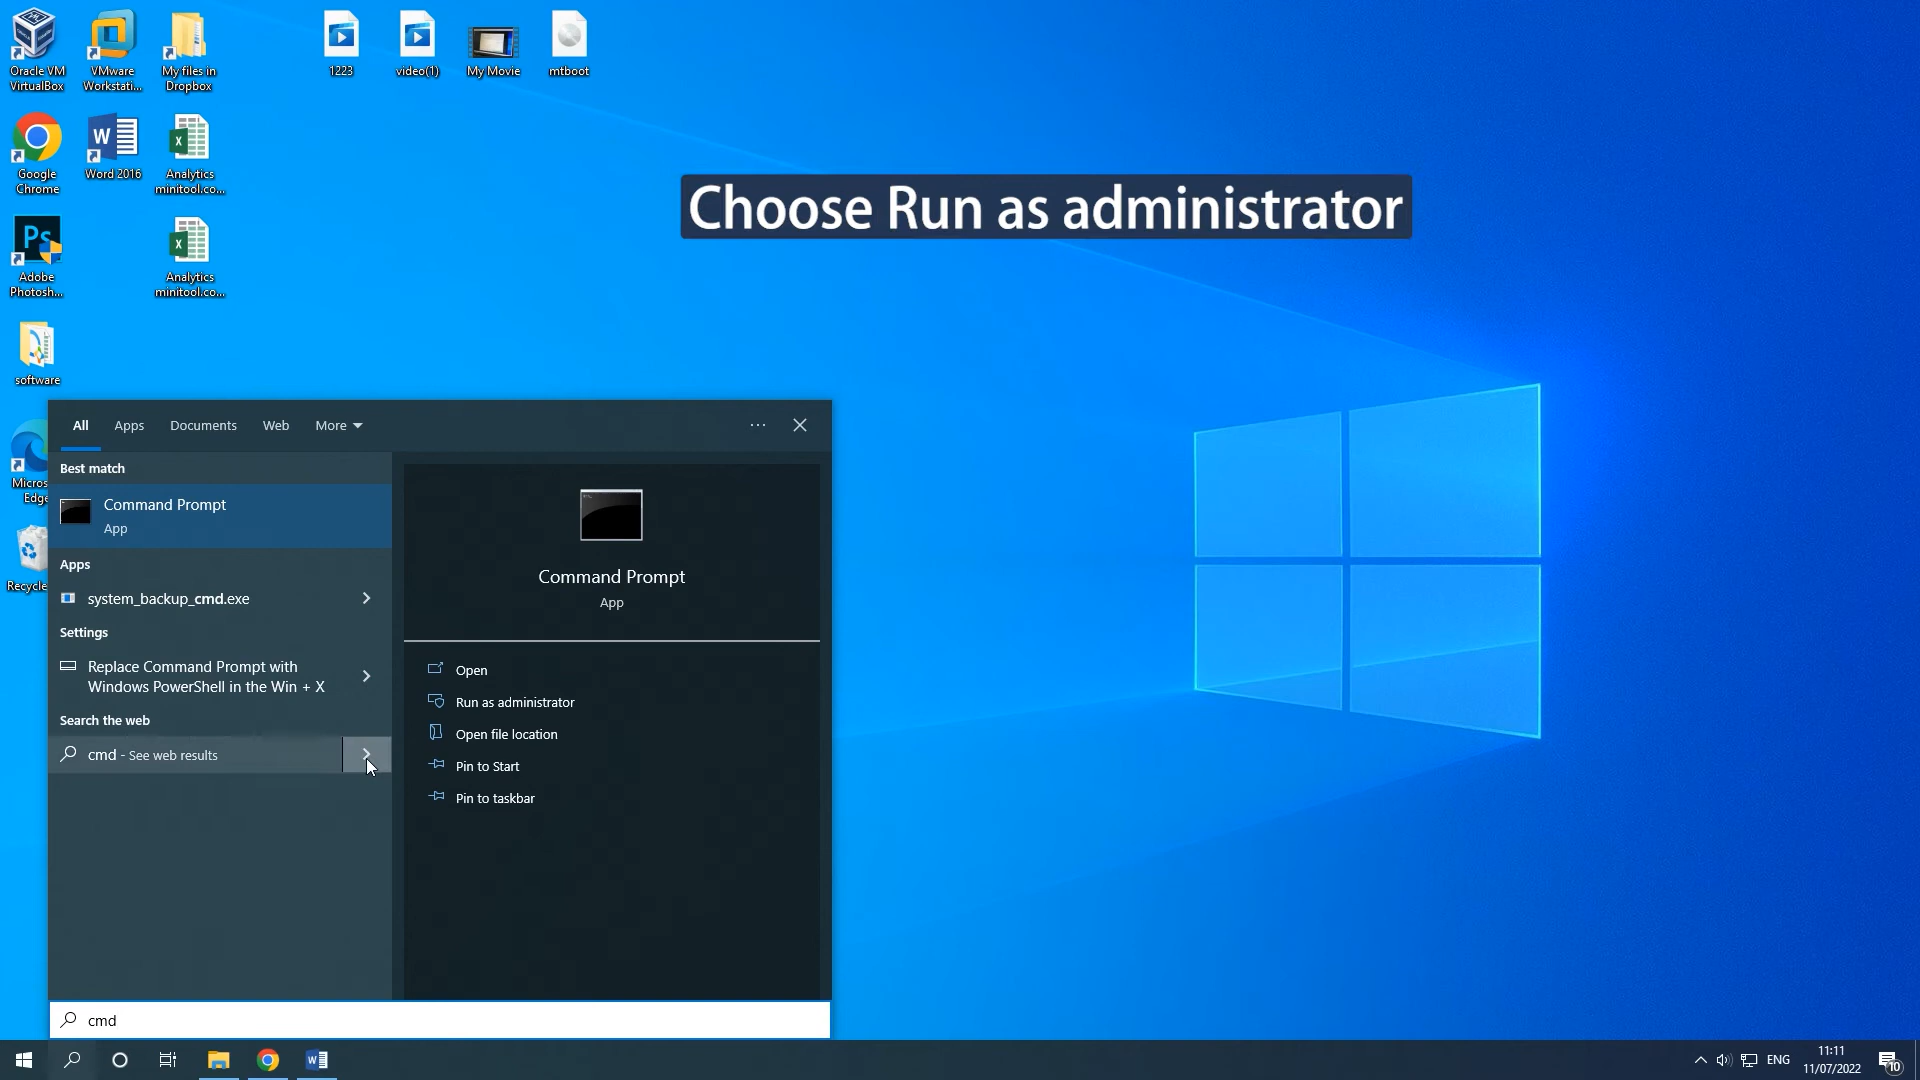 Oracle VM
VirtualBox
VMware
Workstati...
My files in
Dropbox
1223
video(1)
My Movie
mtboot
Google
Chrome
W
Word 2016
X
Analytics
minitool.co...
Ps
Adobe
Photosh...
X
Analytics
minitool.co...
software
Choose Run as administrator
Micros
Edge
Recycle
All
Apps
Documents
Web
More
Best match
Command Prompt
App
Apps
system_backup_cmd.exe
Settings
Replace Command Prompt with
Windows PowerShell in the Win + X
Search the web
cmd - See web results
Command Prompt
App
Open
Run as administrator
Open file location
Pin to Start
Pin to taskbar
cmd
W
ENG
11:11
11/07/2022
10